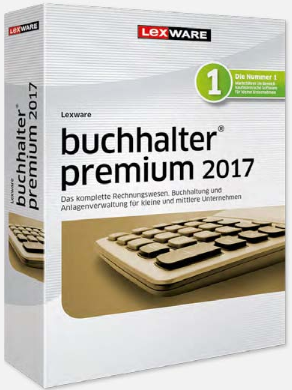 LEXWARE
1
Die Nummer 1
Lexware
buchhalter®
premium 2017
Das komplette Rechnungswesen. Buchhaltung und
Anlagenverwaltung für kleine und mittlere Unternehmen
LEXWARE
Lexware
buchhalter®
premium 2017